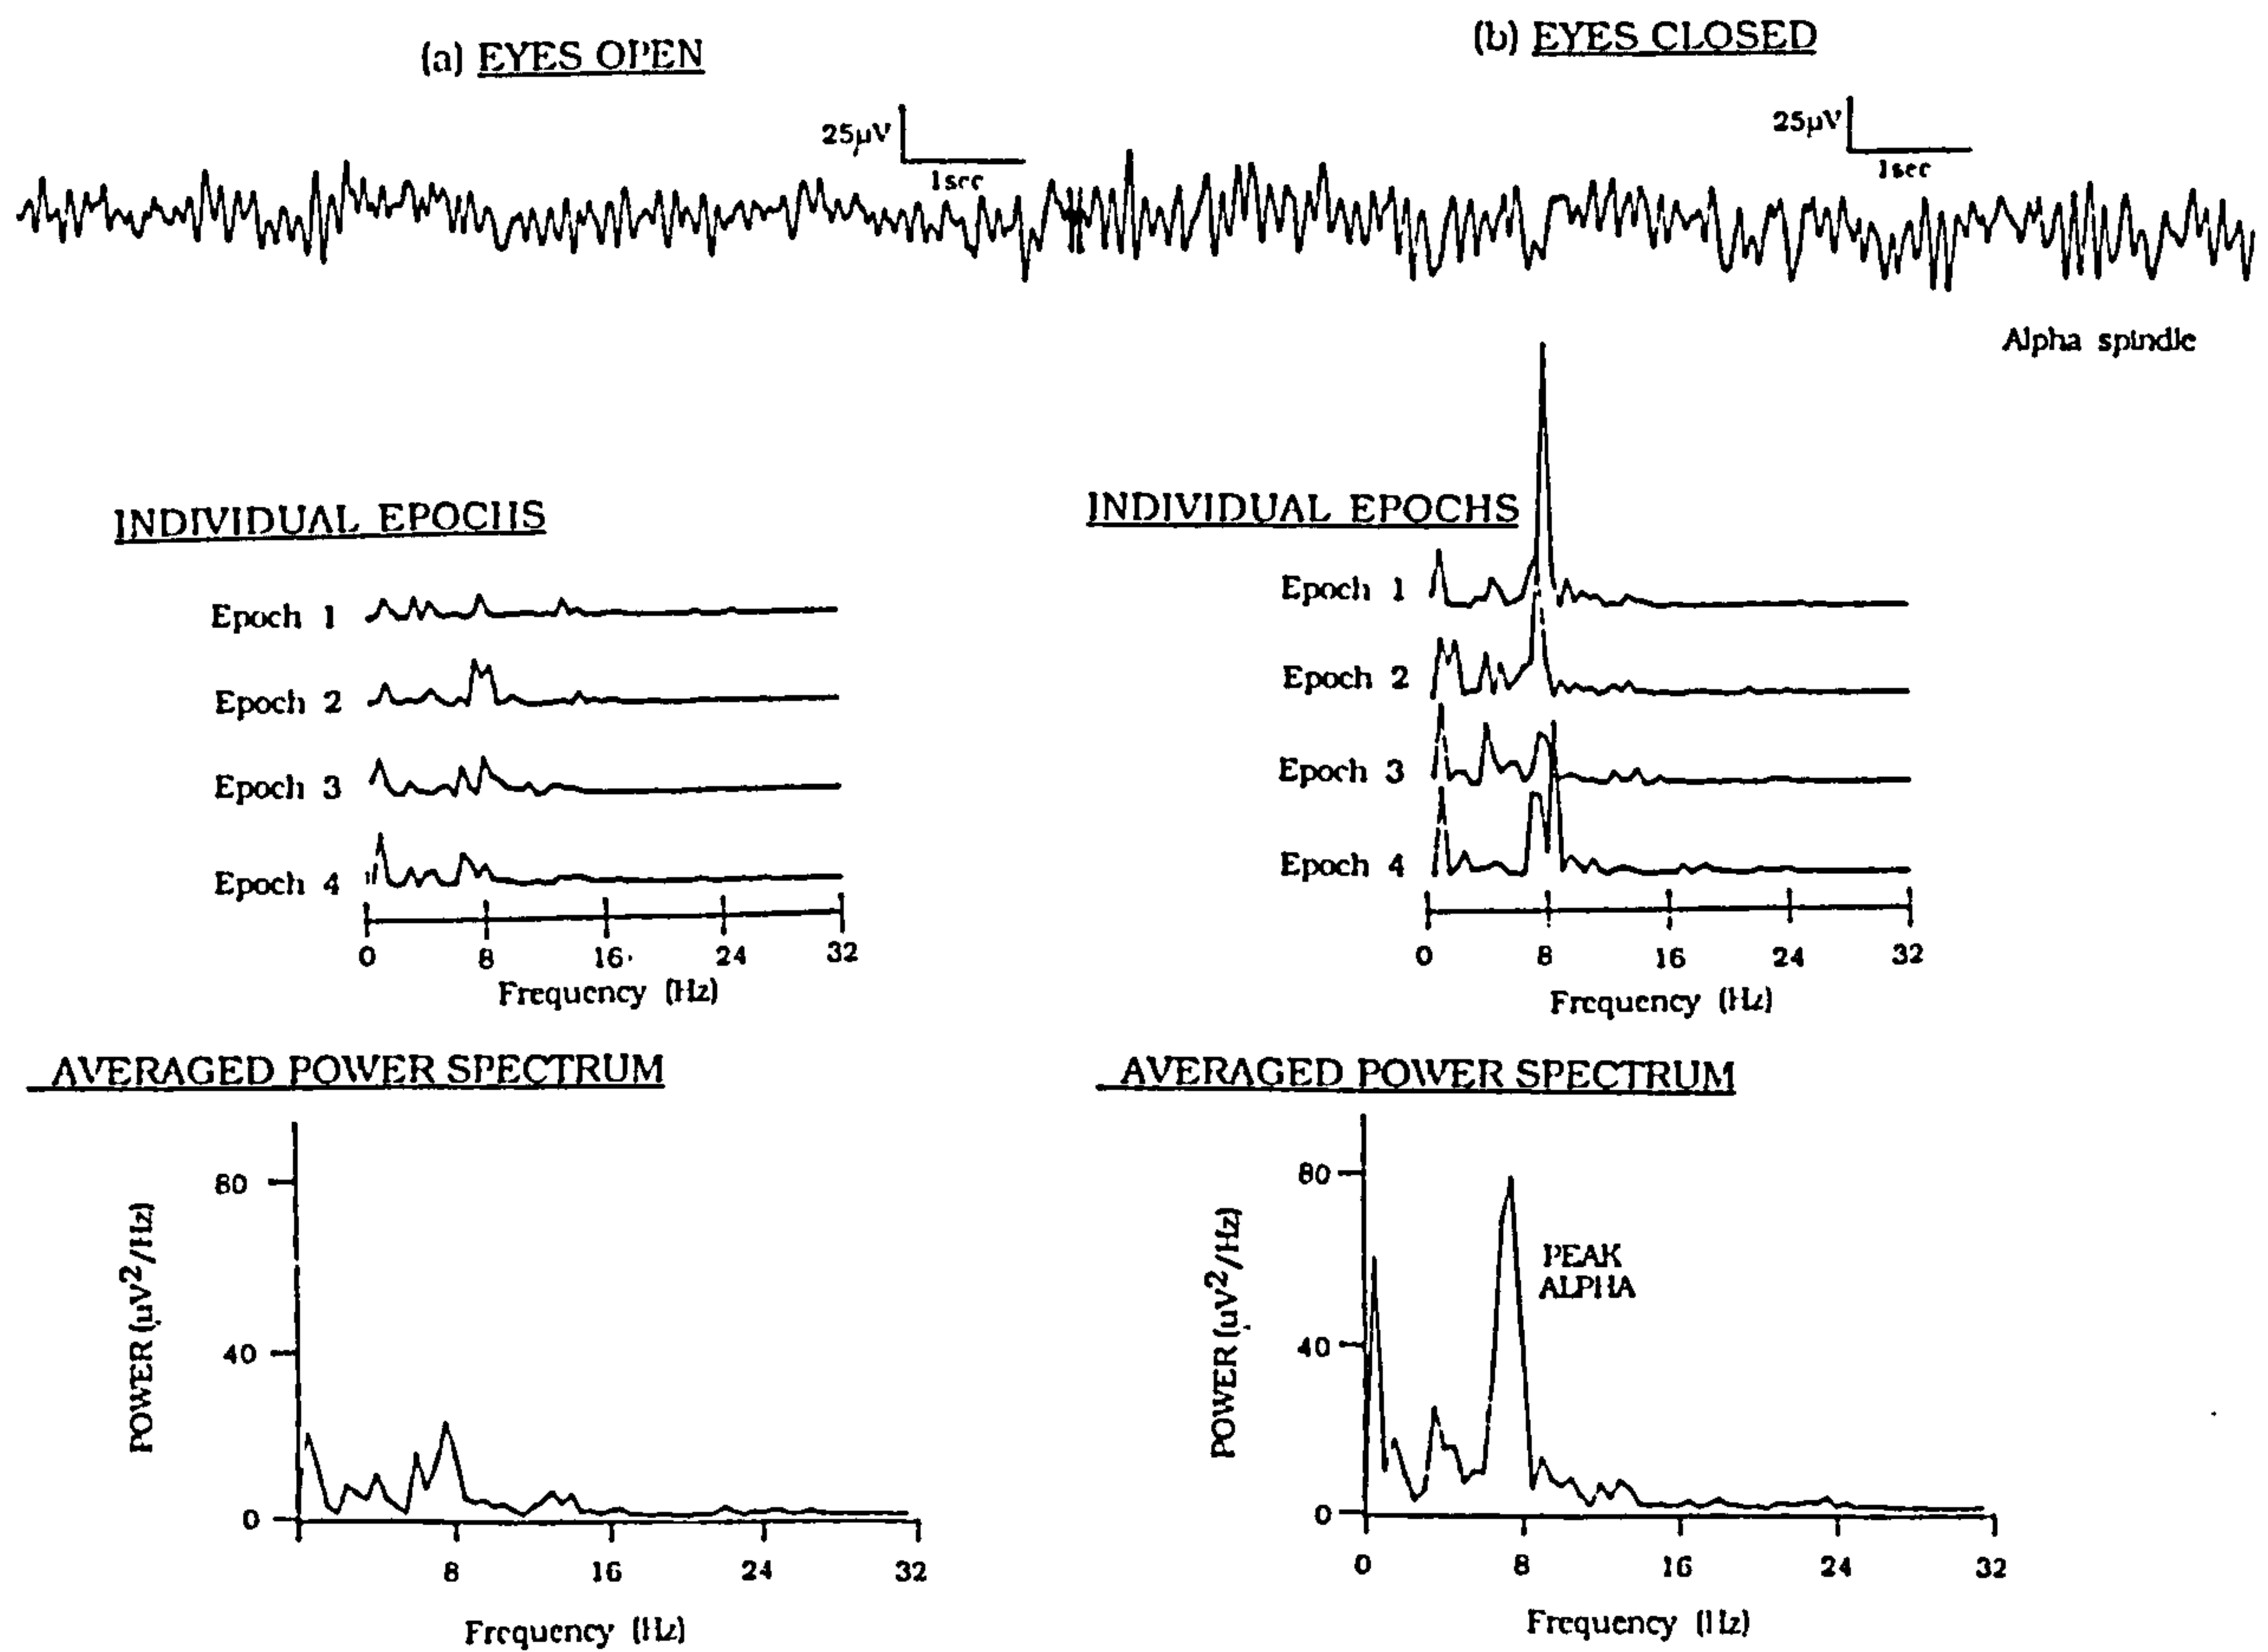 (a) EYES OPEN
(b) EYES CLOSED
25µV
1sec
25µV
1sec
Alpha spindle
INDIVIDUAL EPOCHS
Epoch 1
Epoch 2
Epoch 3
Epoch 4
0 8 16 24 32
Frequency (Hz)
INDIVIDUAL EPOCHS
Epoch 1
Epoch 2
Epoch 3
Epoch 4
0 8 16 24 32
Frequency (Hz)
AVERAGED POWER SPECTRUM
POWER (µV²/Hz)
80
40
0
8 16 24 32
Frequency (Hz)
AVERAGED POWER SPECTRUM
POWER (µV²/Hz)
80
40
0
PEAK
ALPHA
0 8 16 24 32
Frequency (Hz)